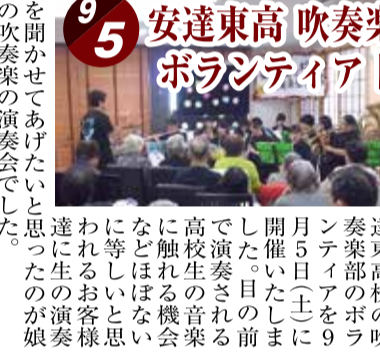 9
5
安達東高 吹奏楽
ボランティア
達東高校の吹
奏楽部のボラ
ンティアを9
月5日(土)に
開催いたしま
した。目の前
で演奏される
高校生の音楽
に触れる機会
などほぼない
に等しいと思
われるお客様
達に生の演奏
を聞かせてあげたいと思ったのが娘
の吹奏楽の演奏会でした。